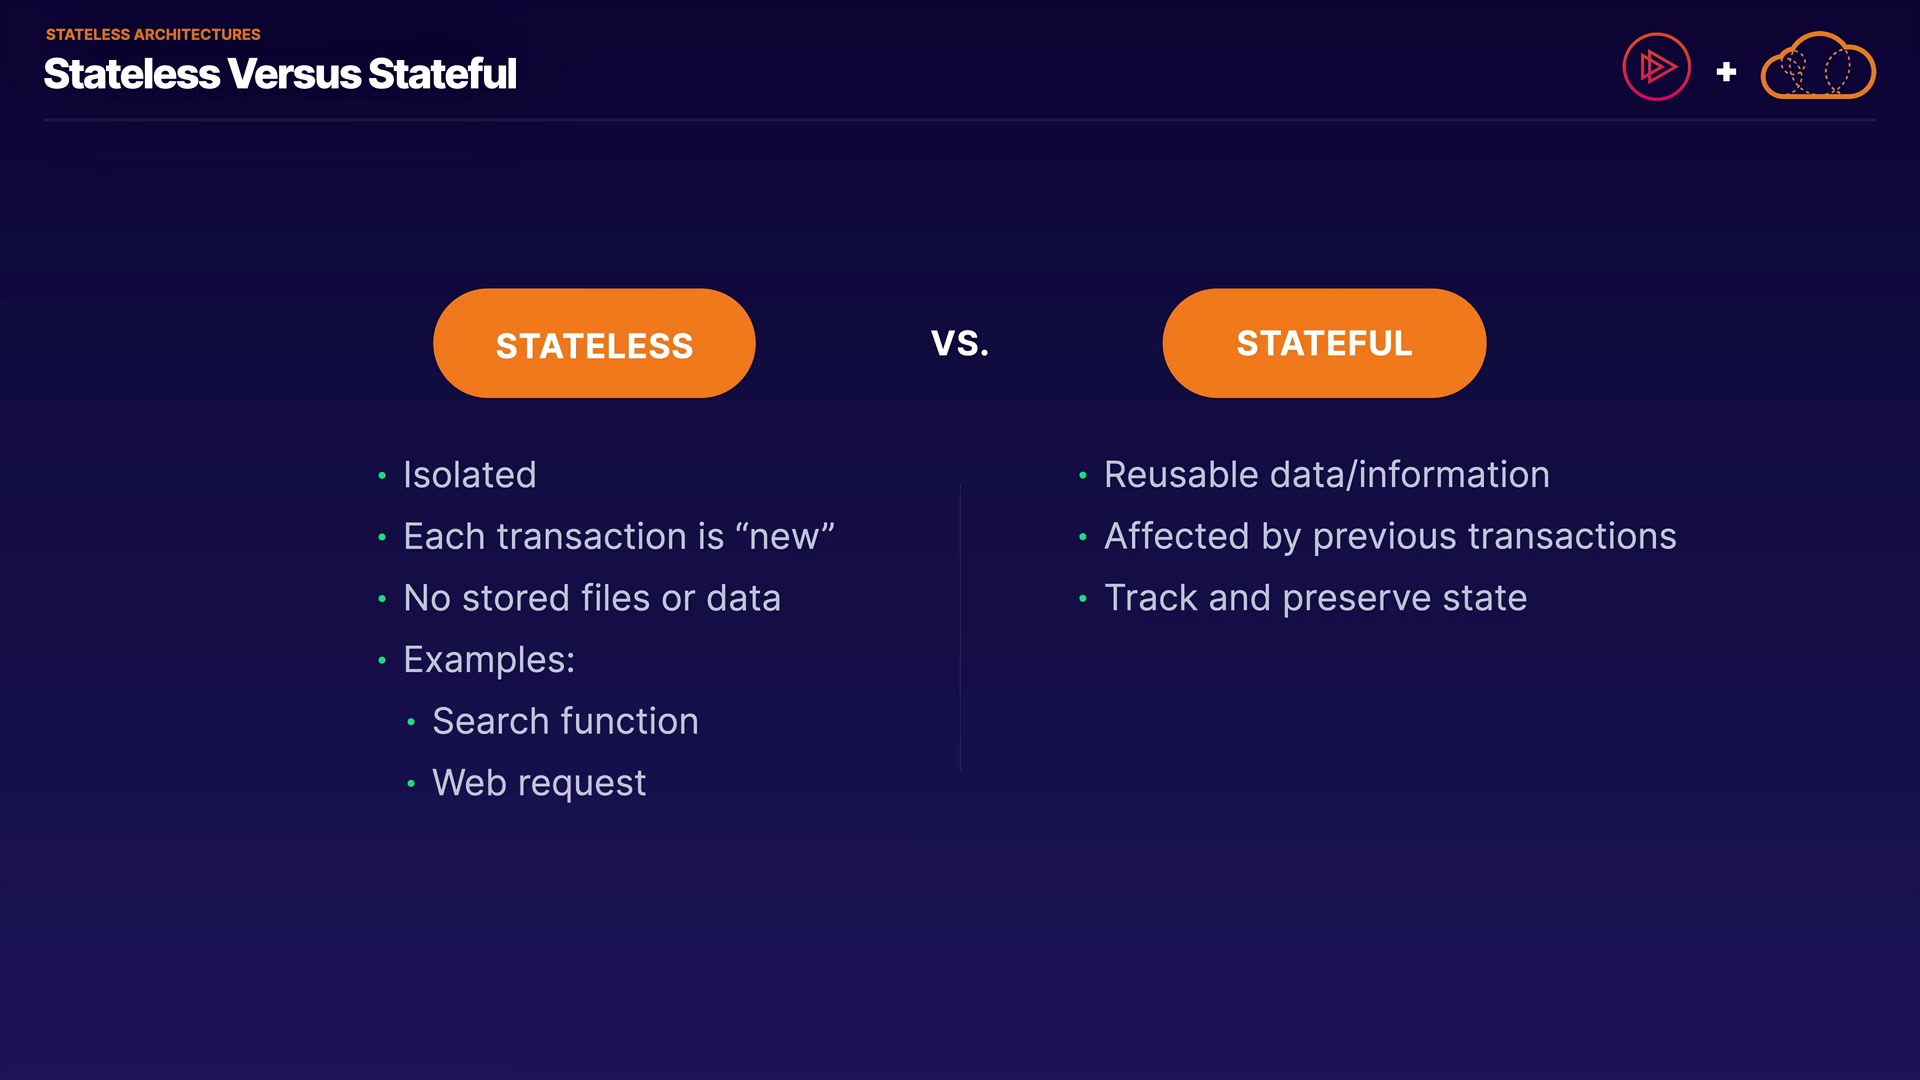 STATELESS ARCHITECTURES
Stateless Versus Stateful
STATELESS
VS.
STATEFUL
• Isolated
• Each transaction is “new”
• No stored files or data
• Examples:
• Search function
• Web request
• Reusable data/information
• Affected by previous transactions
• Track and preserve state